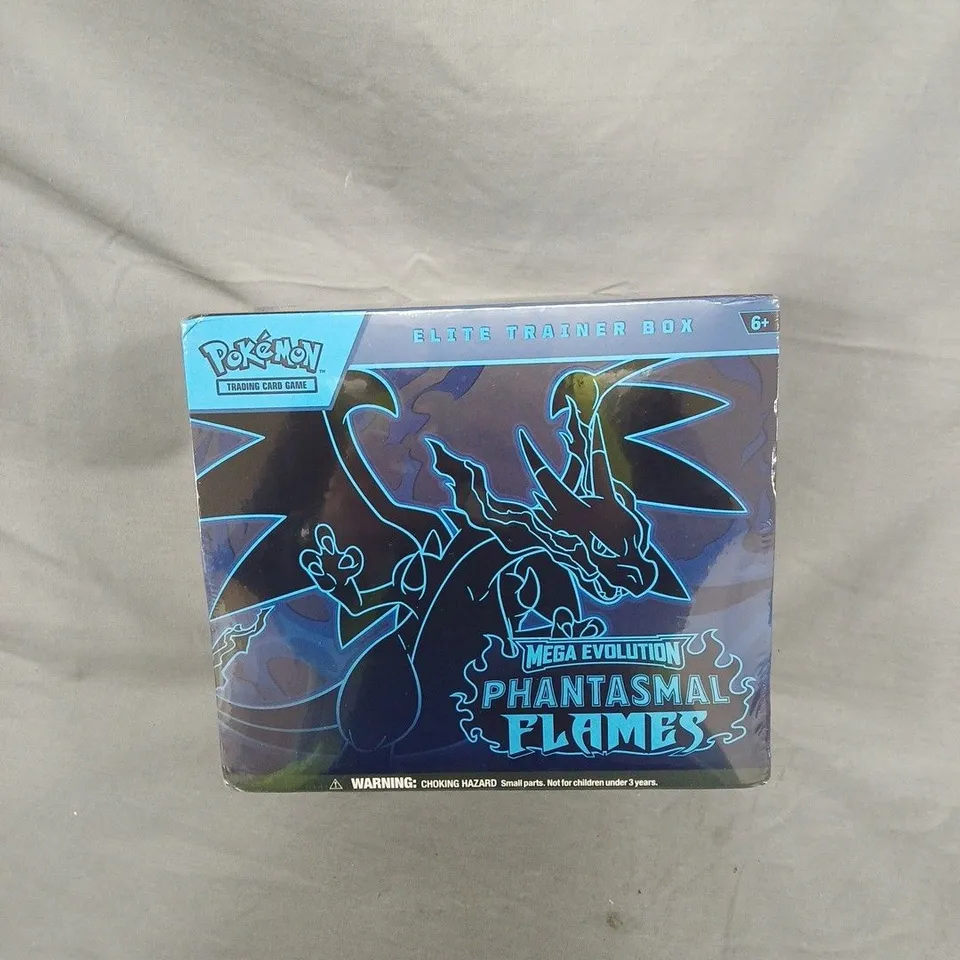 ELITE TRAINER BOX
6+
POKéMON
TRADING CARD GAME
MEGA EVOLUTION
PHANTASMAL
FLAMES
WARNING: CHOKING HAZARD Small parts. Not for children under 3 years.